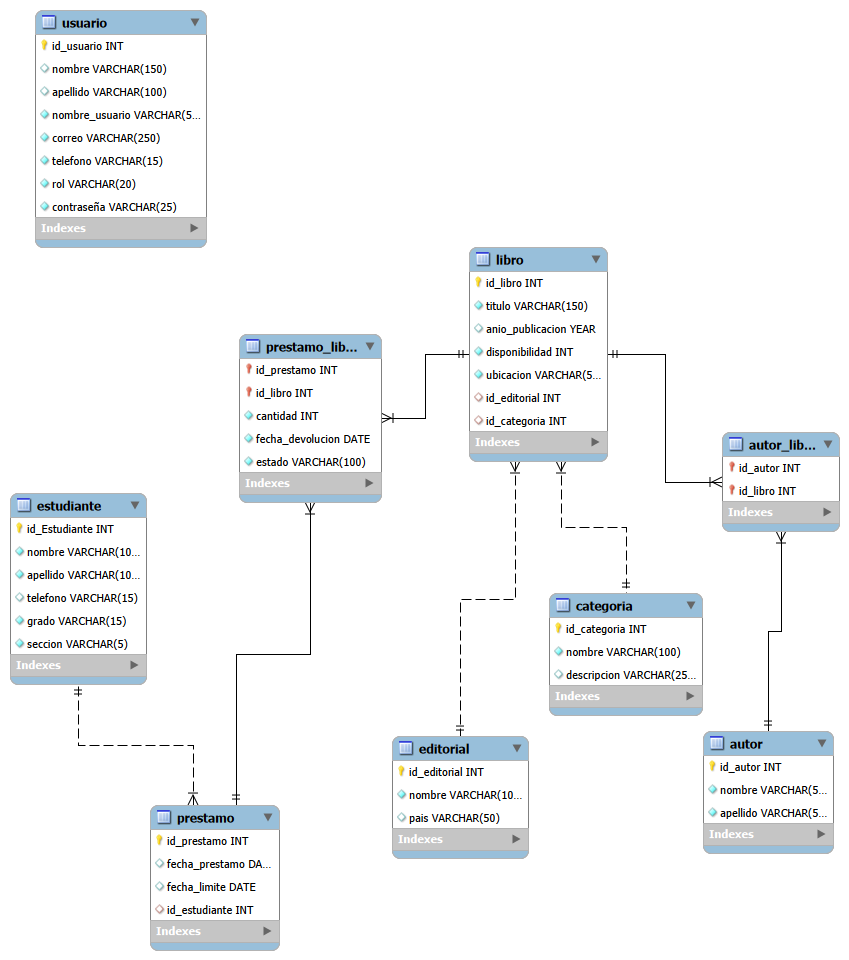 usuario
id_usuario INT
nombre VARCHAR(150)
apellido VARCHAR(100)
nombre_usuario VARCHAR(5...
correo VARCHAR(250)
telefono VARCHAR(15)
rol VARCHAR(20)
contraseña VARCHAR(25)
Indexes
libro
id_libro INT
titulo VARCHAR(150)
anio_publicacion YEAR
disponibilidad INT
ubicacion VARCHAR(5...
id_editorial INT
id_categoria INT
Indexes
prestamo_lib...
id_prestamo INT
id_libro INT
cantidad INT
fecha_devolucion DATE
estado VARCHAR(100)
Indexes
autor_lib...
id_autor INT
id_libro INT
Indexes
estudiante
id_Estudiante INT
nombre VARCHAR(10...
apellido VARCHAR(10...
telefono VARCHAR(15)
grado VARCHAR(15)
seccion VARCHAR(5)
Indexes
categoria
id_categoria INT
nombre VARCHAR(100)
descripcion VARCHAR(25...
Indexes
editorial
id_editorial INT
nombre VARCHAR(10...
pais VARCHAR(50)
Indexes
autor
id_autor INT
nombre VARCHAR(5...
apellido VARCHAR(5...
Indexes
prestamo
id_prestamo INT
fecha_prestamo DA...
fecha_limite DATE
id_estudiante INT
Indexes